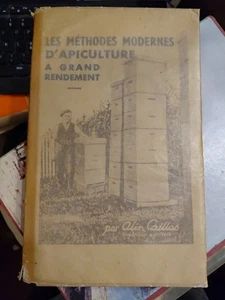 LES MÉTHODES MODERNES
D'APICULTURE
A GRAND
RENDEMENT
par Alin Caillas